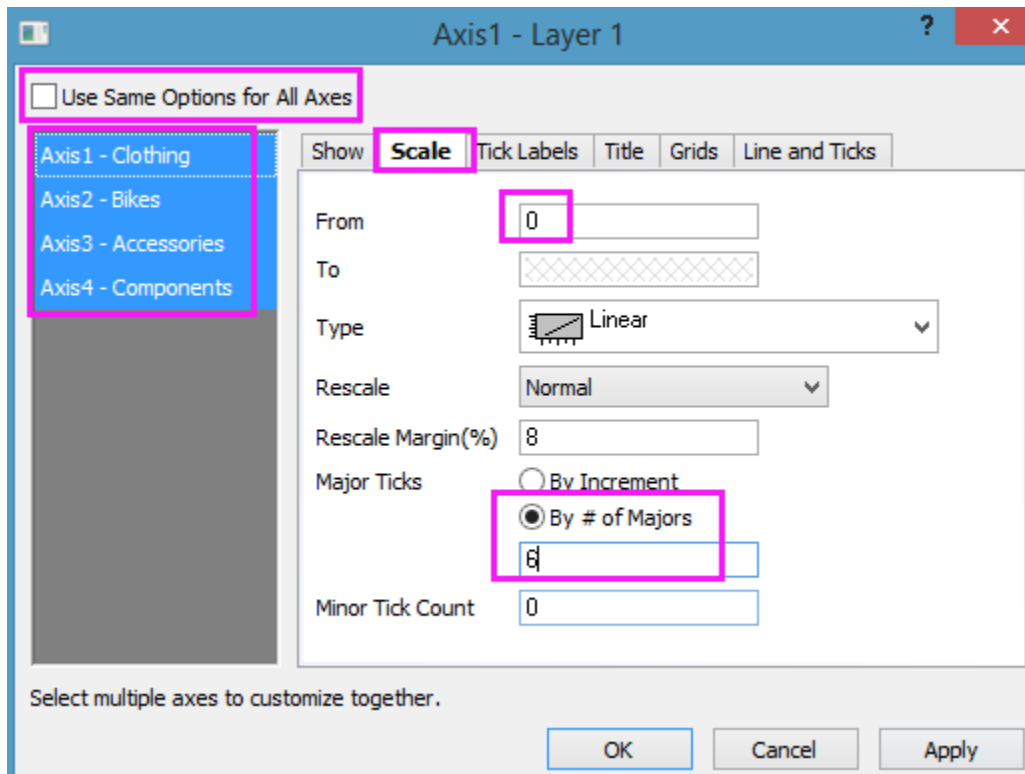 Axis1 - Layer 1
?
Use Same Options for All Axes
Axis1 - Clothing
Axis2 - Bikes
Axis3 - Accessories
Axis4 - Components
Show Scale Tick Labels Title Grids Line and Ticks
From 0
To
Type Linear
Rescale Normal
Rescale Margin(%) 8
Major Ticks By Increment
By # of Majors
6
Minor Tick Count 0
Select multiple axes to customize together.
OK Cancel Apply